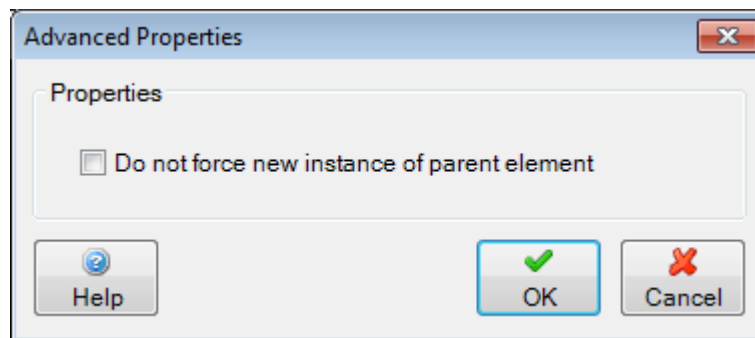 Advanced Properties
Properties
Do not force new instance of parent element
Help
OK
Cancel